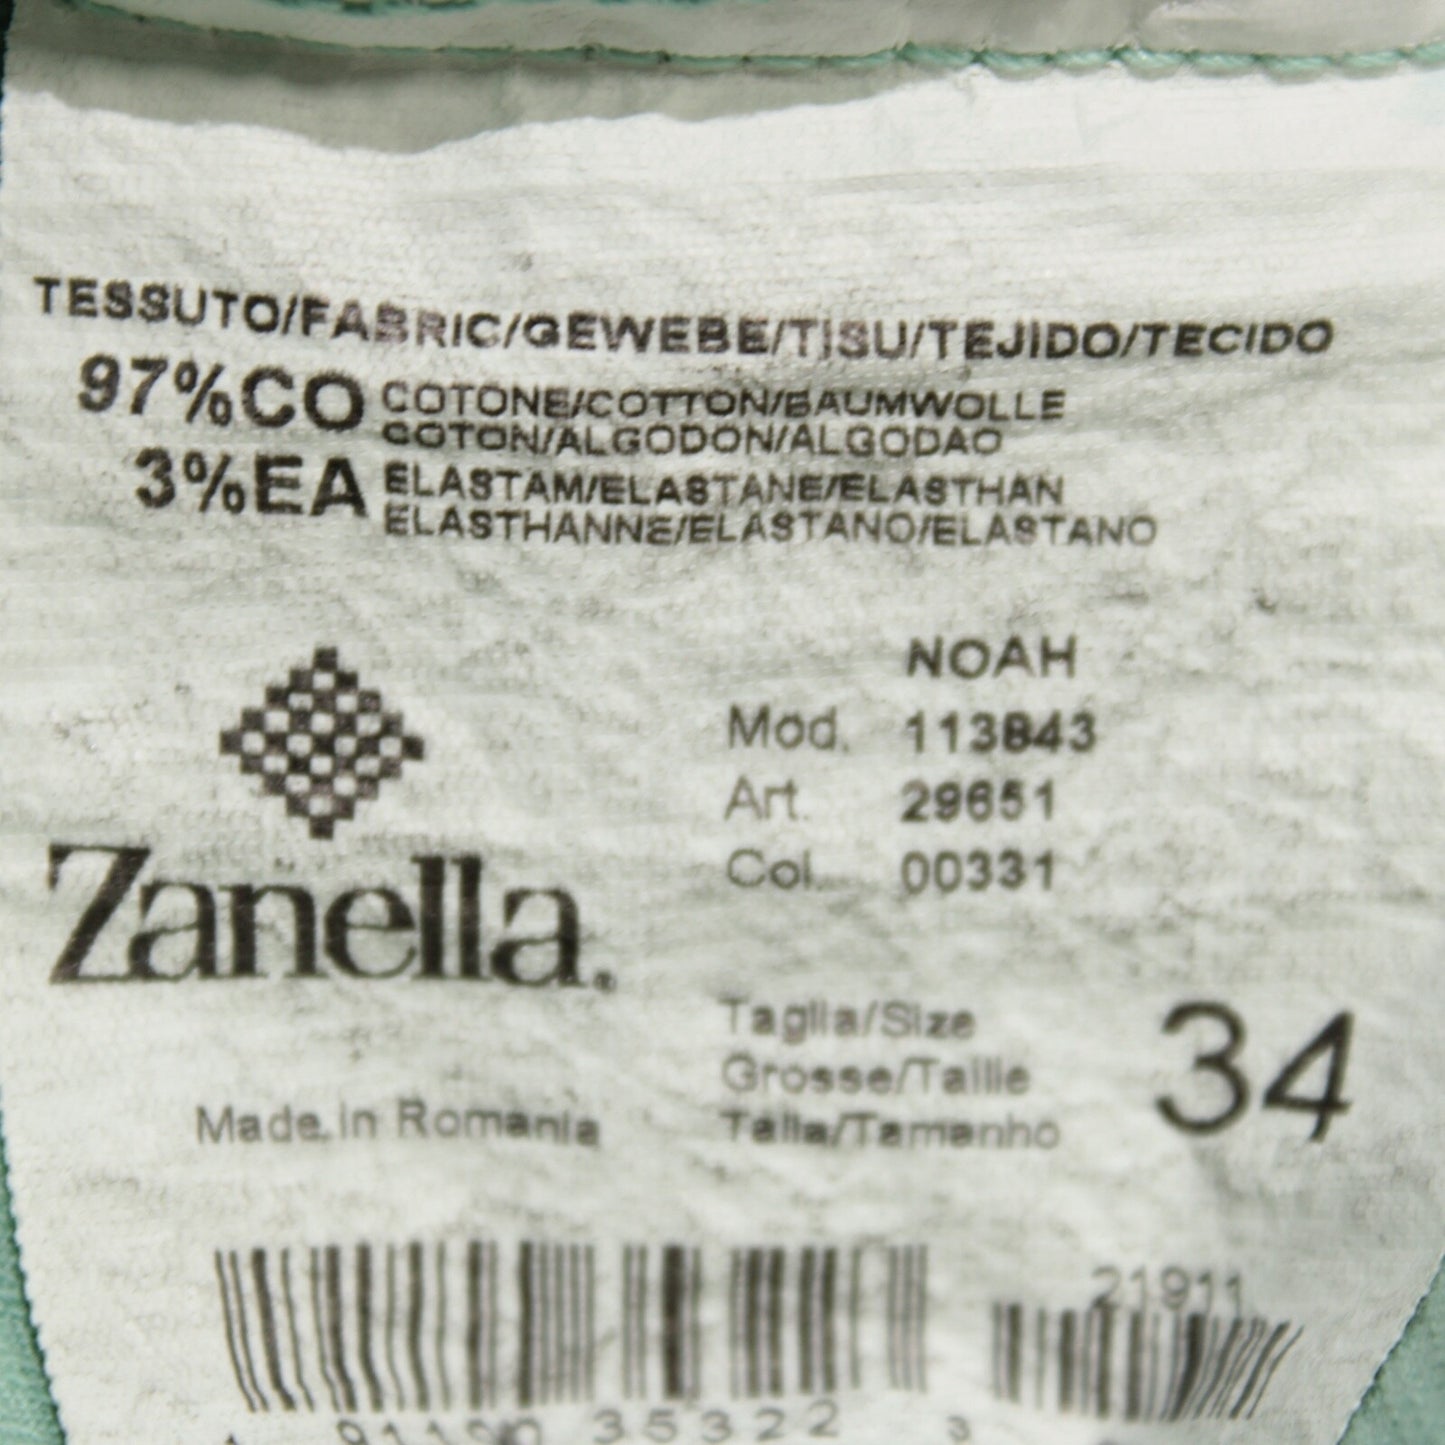 TESSUTO/FABRIC/GEWEBE/TISU/TEJIDO/TECIDO
97%CO COTONE/COTTON/BAUMWOLLE
COTON/ALGODON/ALGODAO
3%EA ELASTAM/ELASTANE/ELASTHAN
ELASTHANNE/ELASTANO/ELASTANO
NOAH
Mod. 113843
Art. 29651
Col. 00331
Zanella.
Taglia/Size
Grosse/Taille
Talla/Tamanho
34
Made in Romania
21911
35322 3